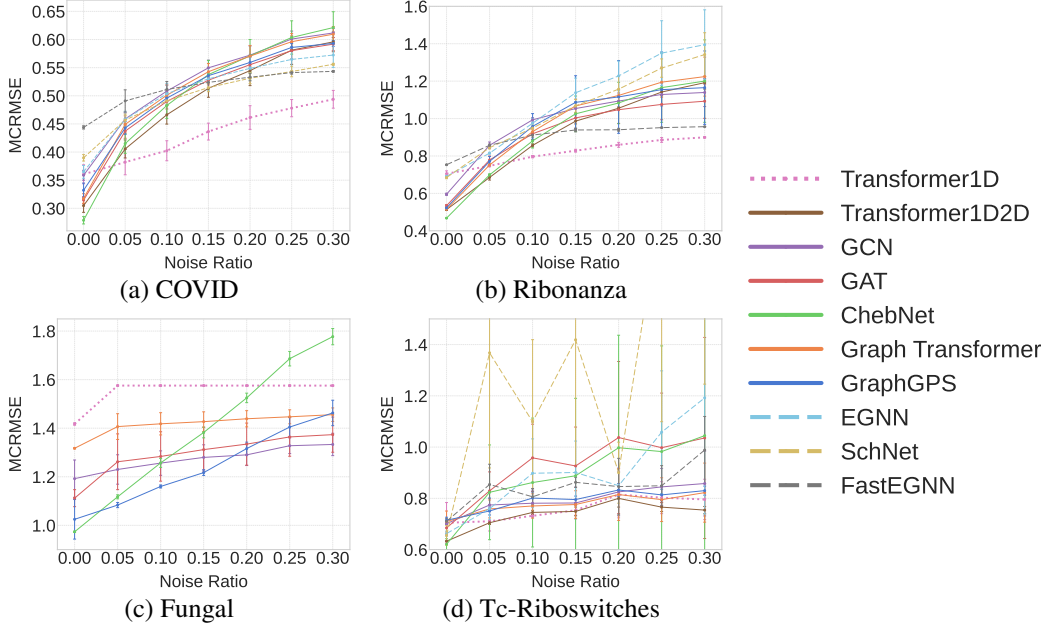 0.65
0.60
0.55
0.50
0.45
0.40
0.35
0.30
MCRMSE
0.00 0.05 0.10 0.15 0.20 0.25 0.30
Noise Ratio
(a) COVID
1.6
1.4
1.2
1.0
0.8
0.6
0.4
MCRMSE
0.00 0.05 0.10 0.15 0.20 0.25 0.30
Noise Ratio
(b) Ribonanza
1.8
1.6
1.4
1.2
1.0
MCRMSE
0.00 0.05 0.10 0.15 0.20 0.25 0.30
Noise Ratio
(c) Fungal
1.4
1.2
1.0
0.8
0.6
MCRMSE
0.00 0.05 0.10 0.15 0.20 0.25 0.30
Noise Ratio
(d) Tc-Riboswitches
Transformer1D
Transformer1D2D
GCN
GAT
ChebNet
Graph Transformer
GraphGPS
EGNN
SchNet
FastEGNN